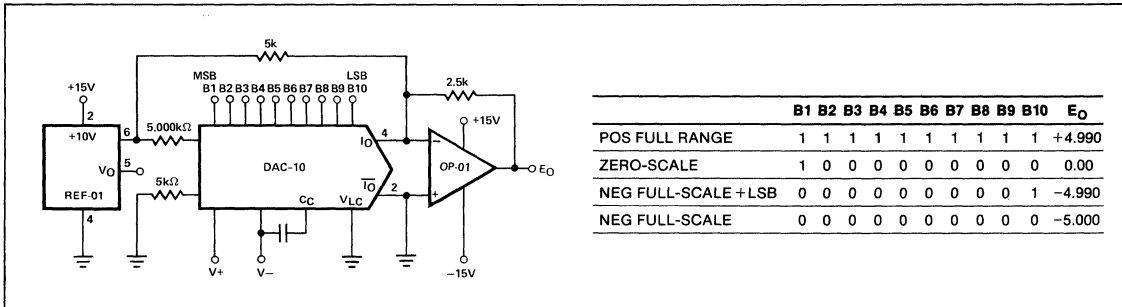 5k
MSB LSB
B1 B2 B3 B4 B5 B6 B7 B8 B9 B10
2.5k
+15V
2
+10V
6
5,000kΩ
VO
5
REF-01
4
5kΩ
DAC-10
IO
4
IO
2
CC
VLC
V+
V−
+15V
−
+
OP-01
EO
−15V
B1 B2 B3 B4 B5 B6 B7 B8 B9 B10 EO
POS FULL RANGE 1 1 1 1 1 1 1 1 1 1 +4.990
ZERO-SCALE 1 0 0 0 0 0 0 0 0 0 0.00
NEG FULL-SCALE +LSB 0 0 0 0 0 0 0 0 0 1 −4.990
NEG FULL-SCALE 0 0 0 0 0 0 0 0 0 0 −5.000